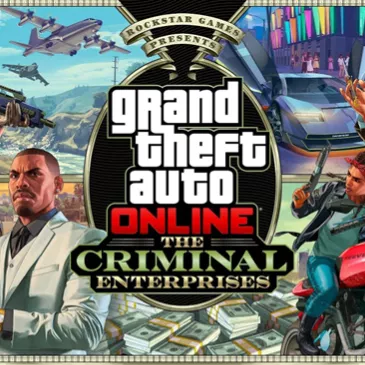 ROCKSTAR GAMES
PRESENTS
grand
theft
auto
ONLINE
THE
CRIMINAL
ENTERPRISES